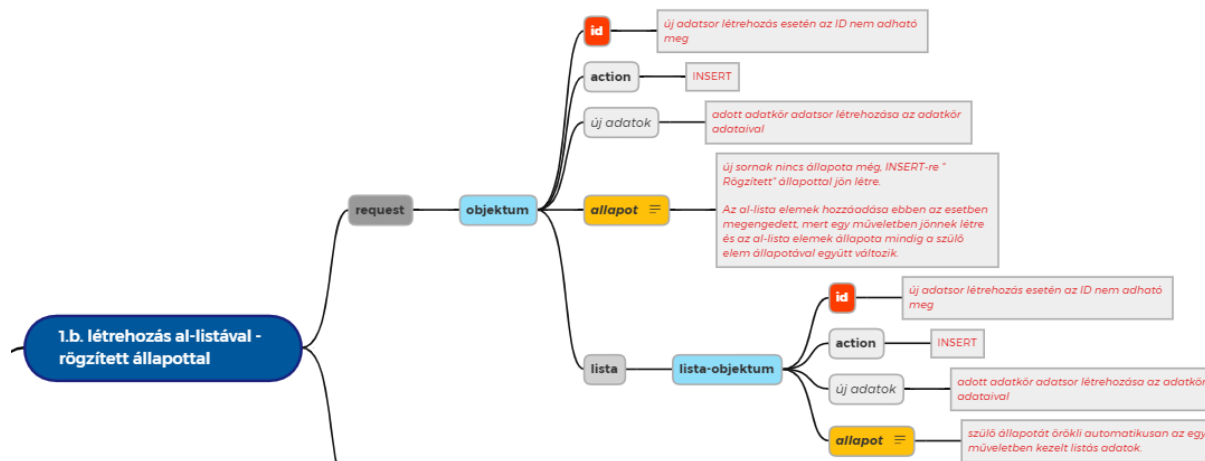 id
új adatsor létrehozás esetén az ID nem adható
meg
action
INSERT
új adatok
adott adatkör adatsor létrehozása az adatkör
adataival
request
objektum
allapot
új sornak nincs állapota még, INSERT-re "
Rögzített" állapottal jön létre.
Az al-lista elemek hozzáadása ebben az esetben
megengedett, mert egy műveletben jönnek létre
és az al-lista elemek állapota mindig a szülő
elem állapotával együtt változik.
1.b. létrehozás al-listával -
rögzített állapottal
lista
lista-objektum
id
új adatsor létrehozás esetén az ID nem adható
meg
action
INSERT
új adatok
adott adatkör adatsor létrehozása az adatkör
adataival
allapot
szülő állapotát örökli automatikusan az egy
műveletben kezelt listás adatok.